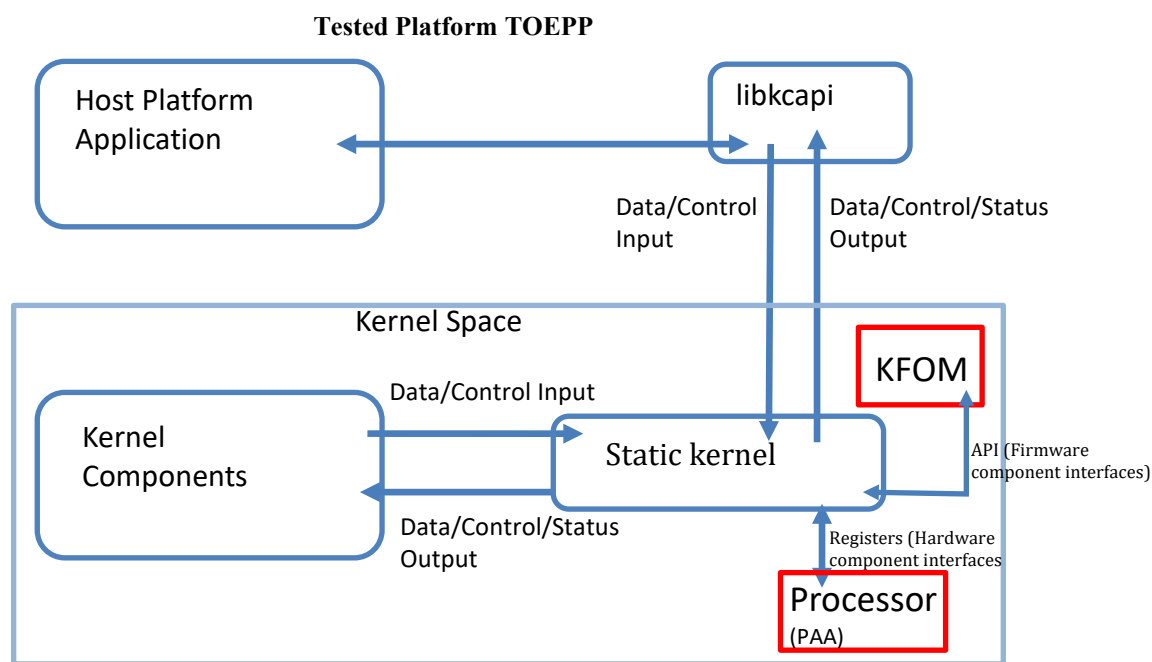 Tested Platform TOEPP
Host Platform
Application
libkcapi
Data/Control
Input
Data/Control/Status
Output
Kernel Space
KFOM
Data/Control Input
Kernel
Components
Static kernel
API (Firmware
component interfaces)
Data/Control/Status
Output
Registers (Hardware
component interfaces
Processor
(PAA)